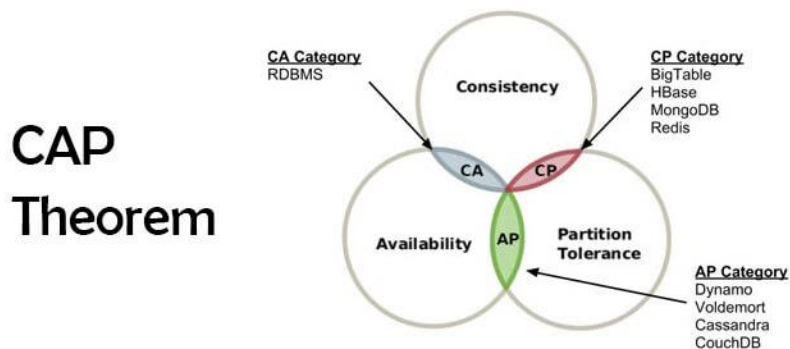 CAP
Theorem
CA Category
RDBMS
CP Category
BigTable
HBase
MongoDB
Redis
Consistency
CA
CP
Availability
AP
Partition
Tolerance
AP Category
Dynamo
Voldemort
Cassandra
CouchDB